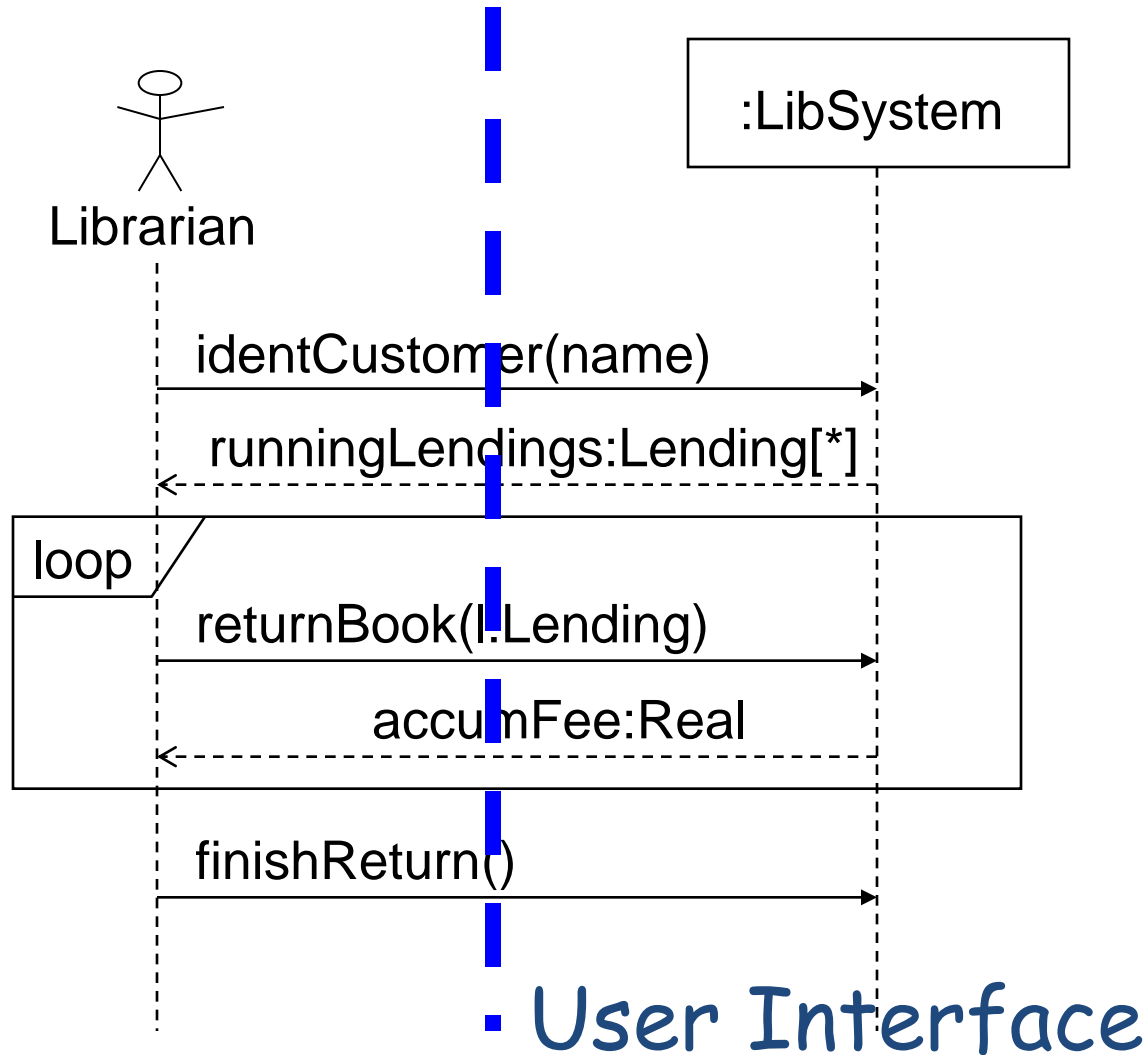 :LibSystem
Librarian
identCustomer(name)
runningLendings:Lending[*]
loop
returnBook(l:Lending)
accumFee:Real
finishReturn()
User Interface